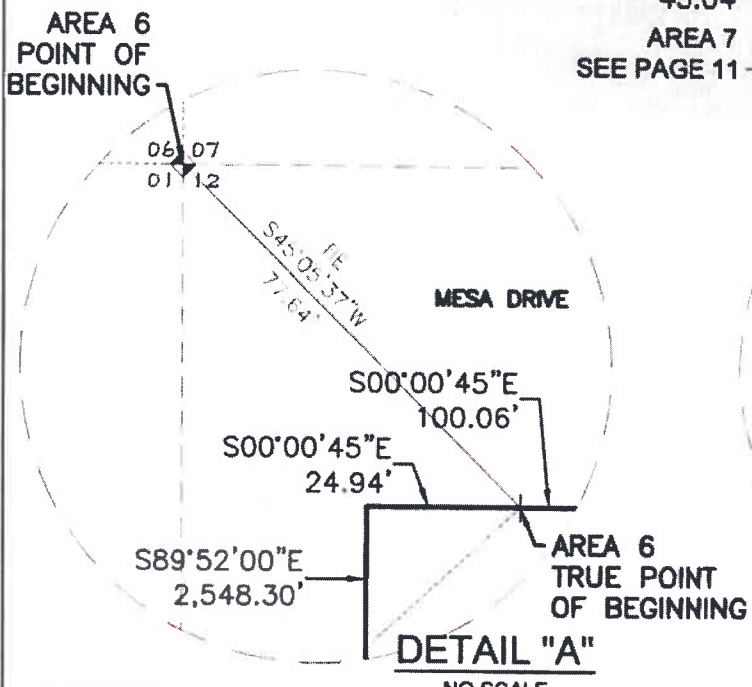 AREA 6
POINT OF
BEGINNING
AREA 7
SEE PAGE 11
06 07
01 12
TIE
S45°05'37"W
77.64'
MESA DRIVE
S00°00'45"E
100.06'
S00°00'45"E
24.94'
S89°52'00"E
2,548.30'
AREA 6
TRUE POINT
OF BEGINNING
DETAIL "A"
NO SCALE